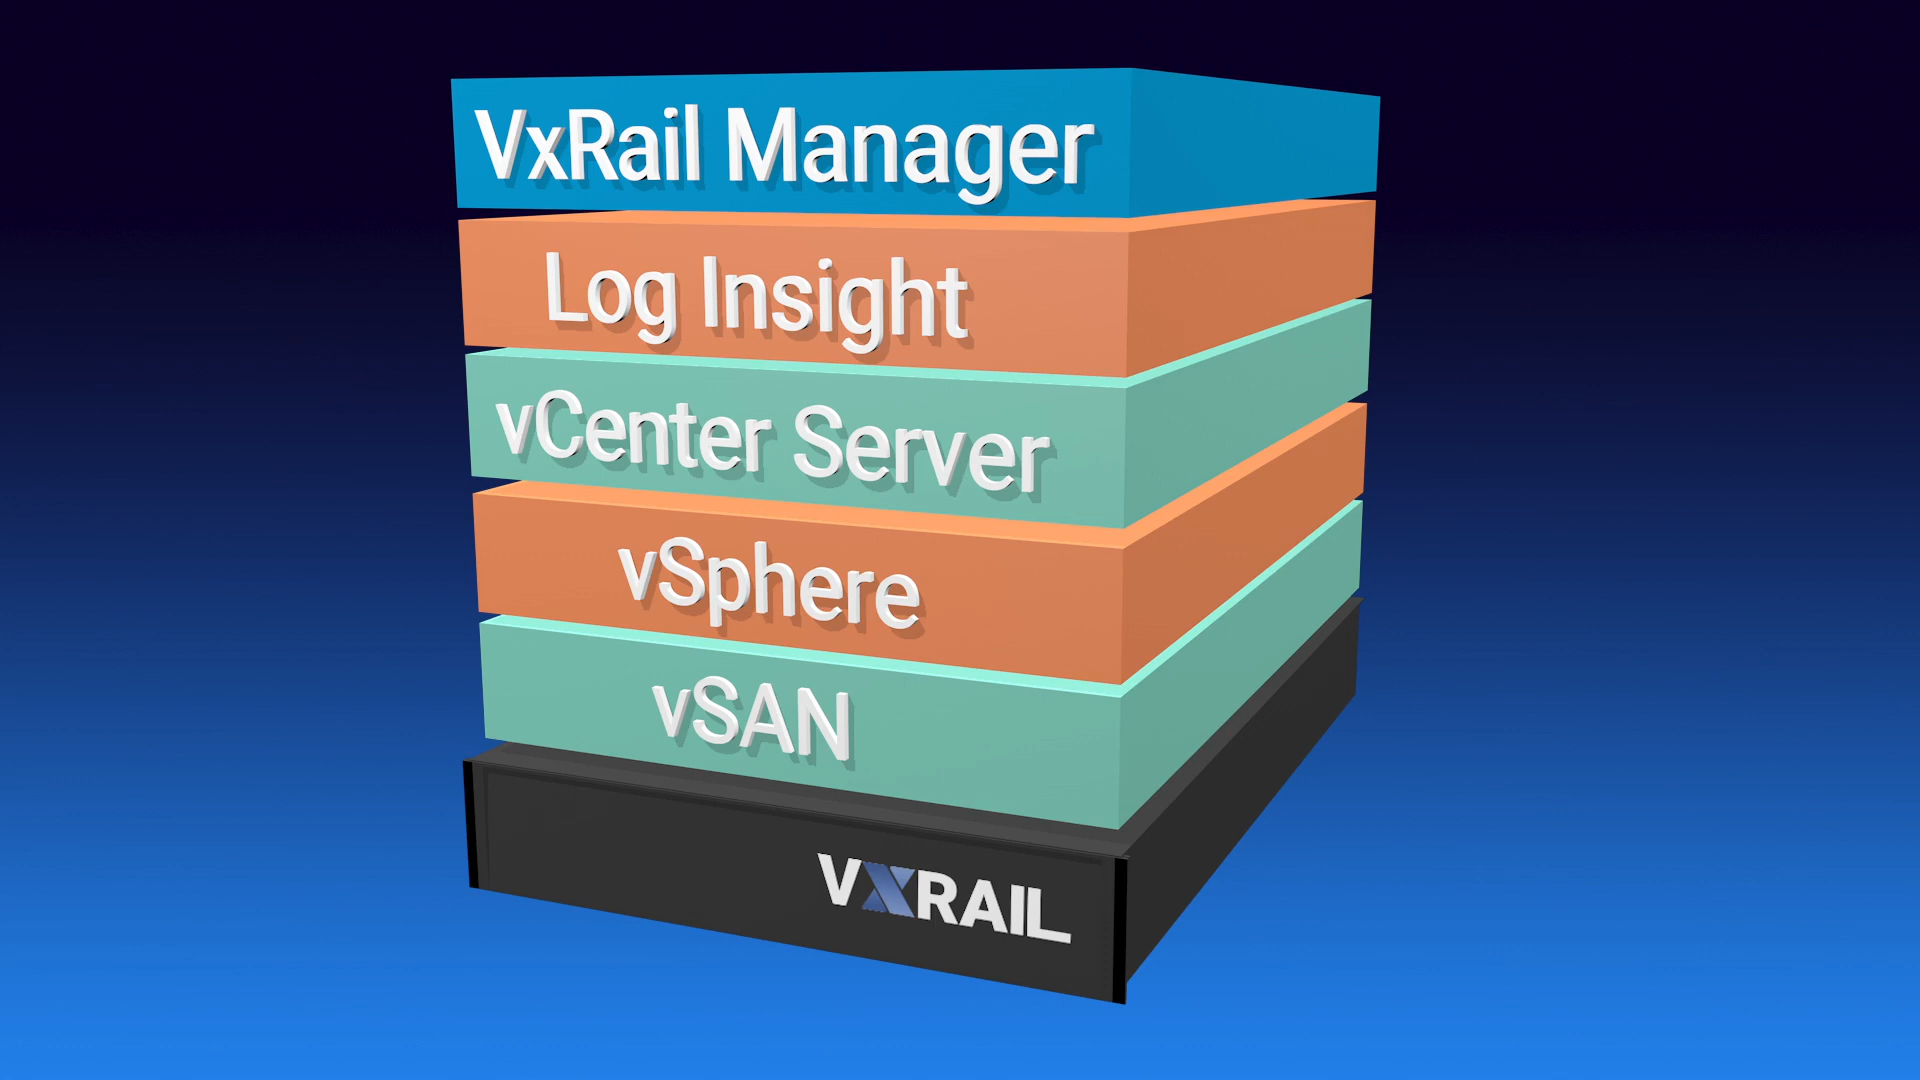 VxRail Manager
Log Insight
vCenter Server
vSphere
vSAN
VXRAIL